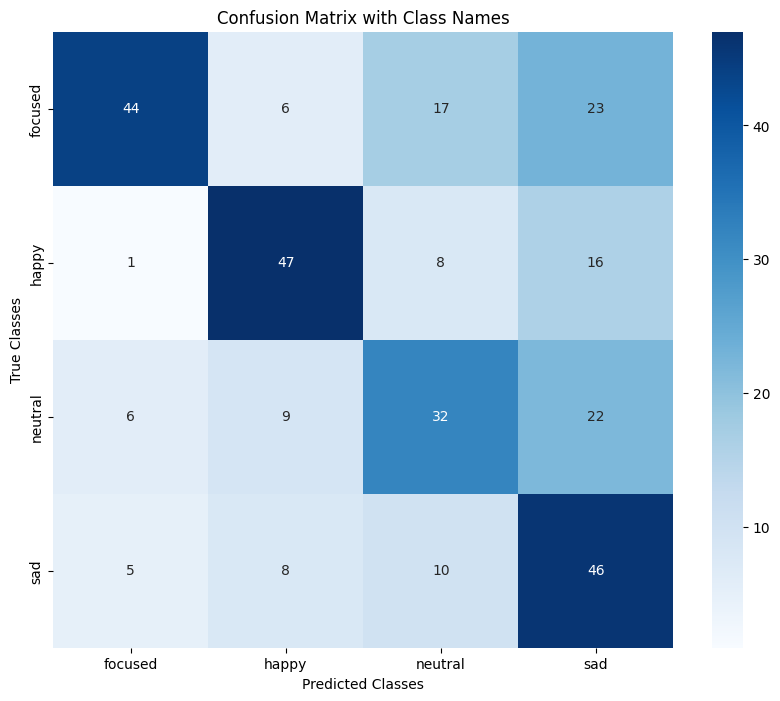 Confusion Matrix with Class Names
focused
44
6
17
23
40
happy
1
47
8
16
30
True Classes
neutral
6
9
32
22
20
sad
5
8
10
46
10
focused
happy
neutral
sad
Predicted Classes